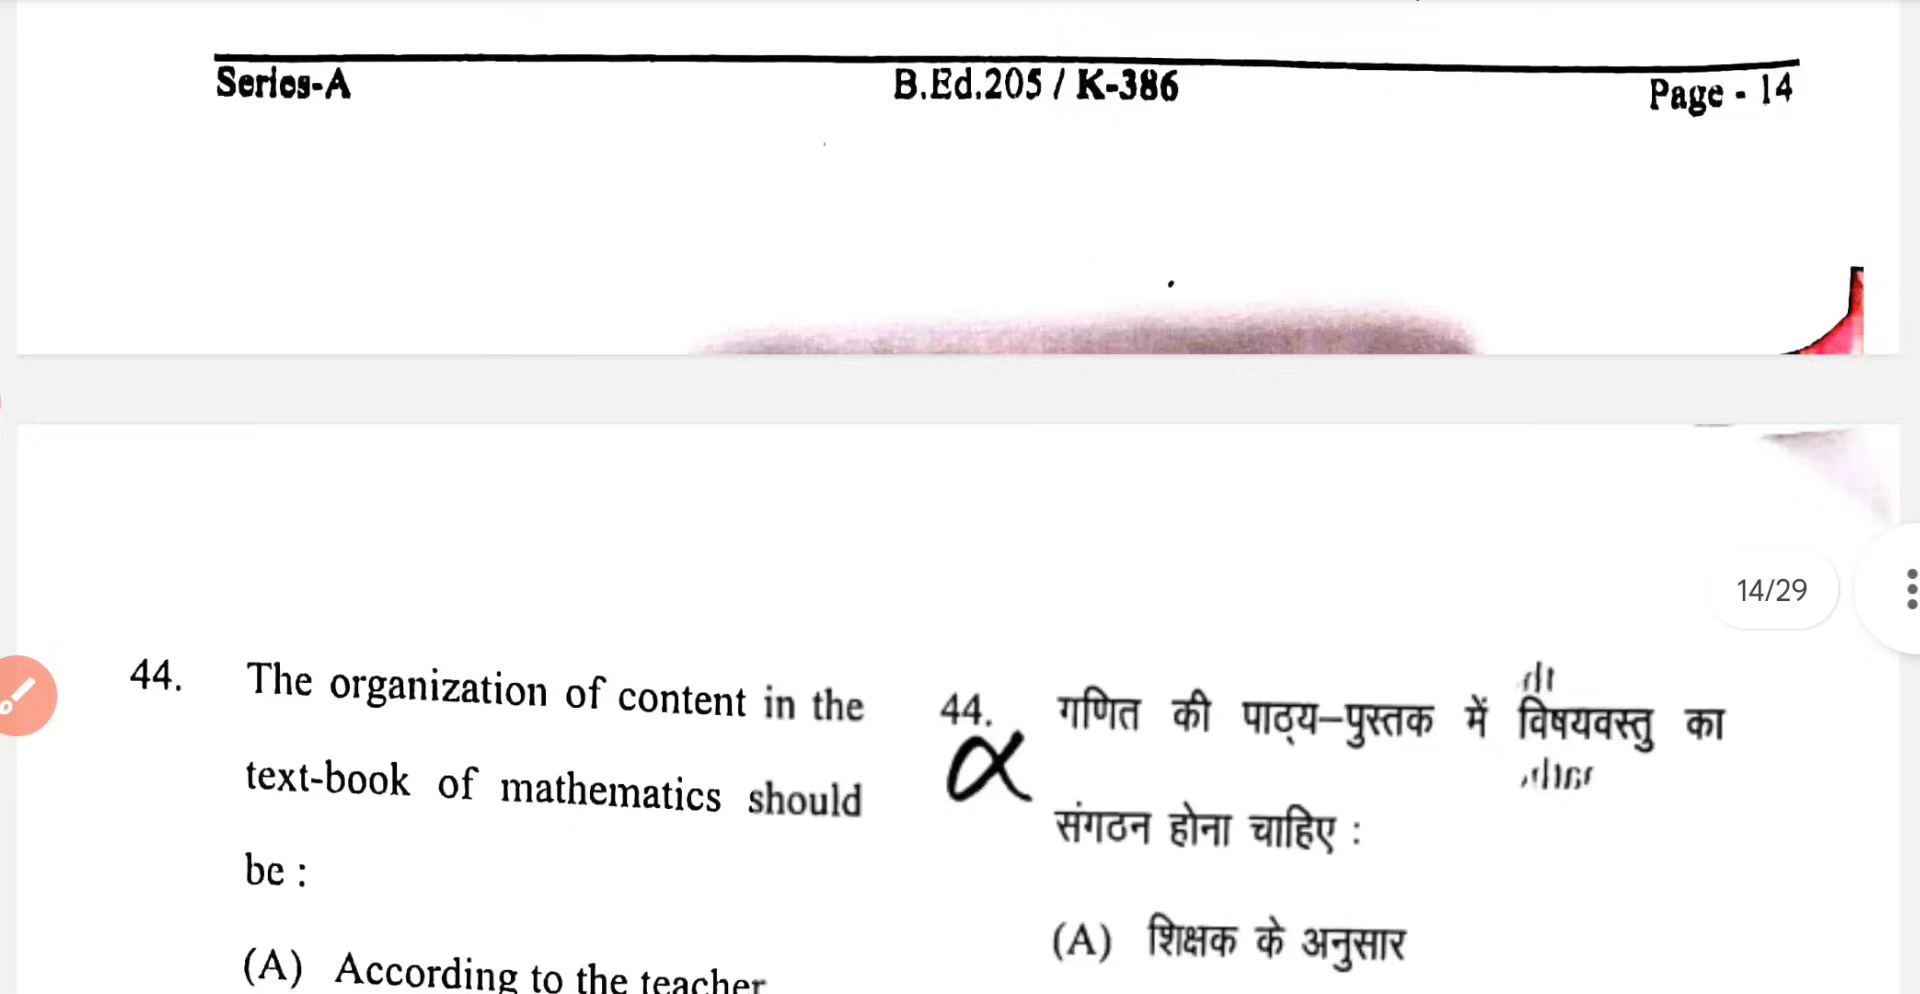 Series-A B.Ed.205 / K-386 Page - 14
14/29
44. The organization of content in the
text-book of mathematics should
be :
(A) According to the teacher
44. गणित की पाठ्य–पुस्तक में विषयवस्तु का
संगठन होना चाहिए :
(A) शिक्षक के अनुसार